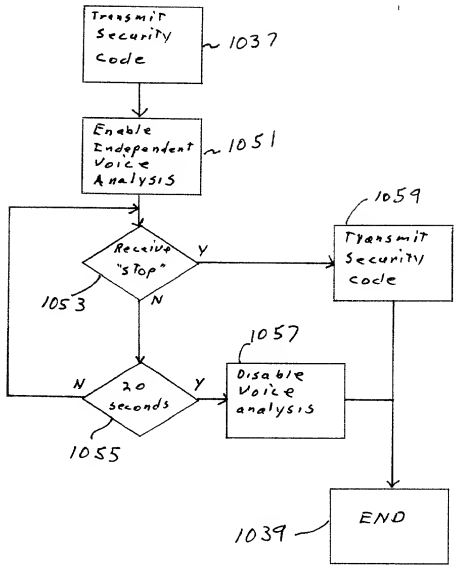 Transmit
Security
Code
1037
Enable
Independent
Voice
Analysis
1051
Receive
"STOP"
Y
N
1053
1059
Transmit
Security
code
20
seconds
N
Y
1055
1057
Disable
Voice
analysis
END
1039